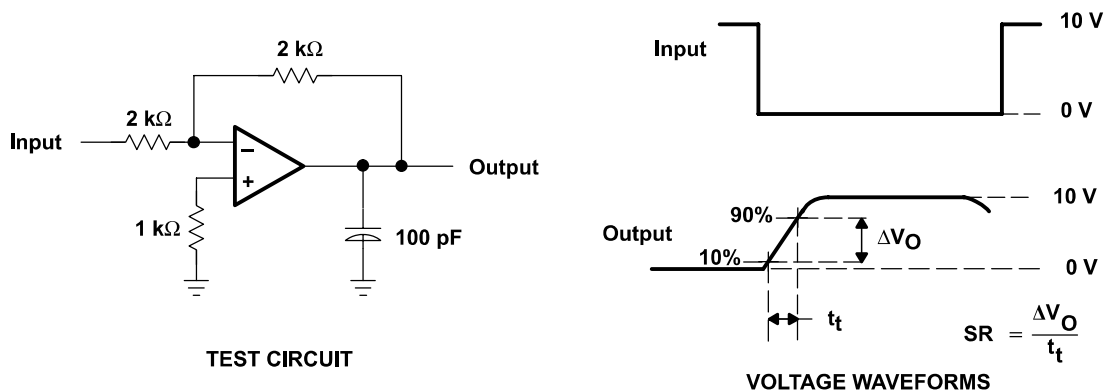 2 kΩ
2 kΩ
Input
−
+
Output
1 kΩ
100 pF
TEST CIRCUIT
Input
10 V
0 V
Output
90%
10%
ΔVO
10 V
0 V
tt
SR = ΔVO
tt
VOLTAGE WAVEFORMS